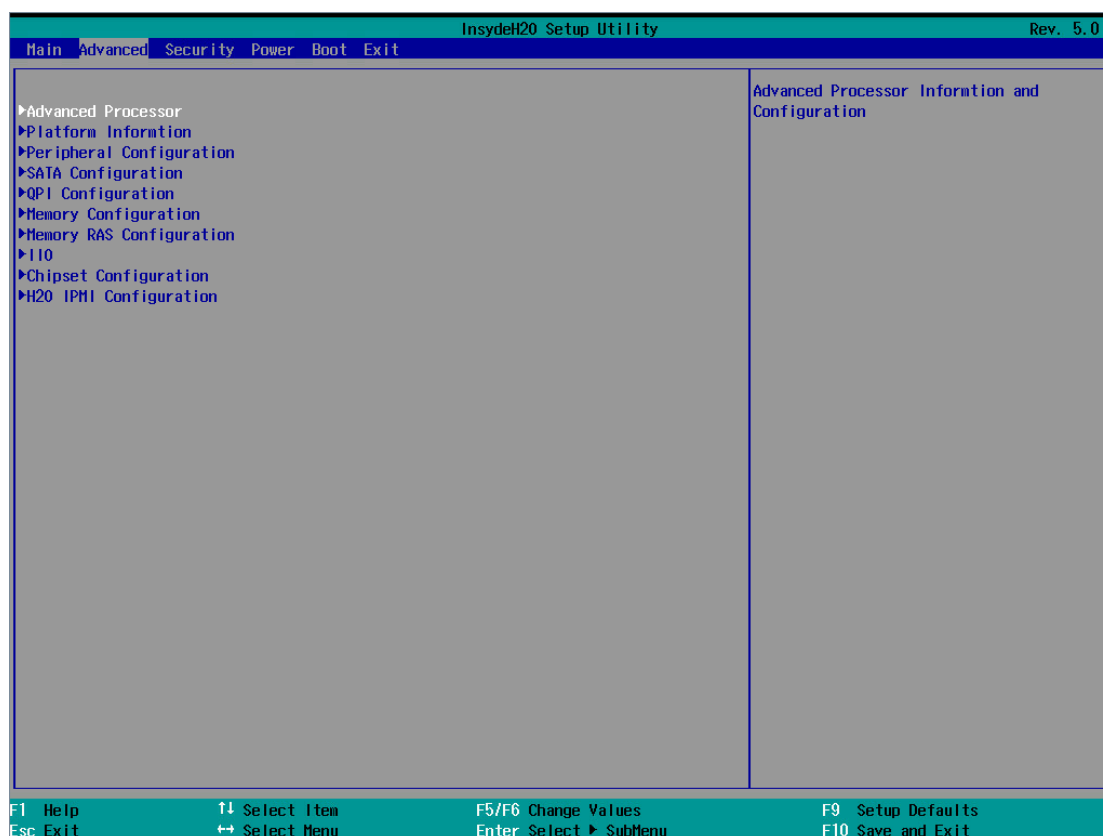 InsydeH20 Setup Utility Rev. 5.0
Main Advanced Security Power Boot Exit
Advanced Processor
Platform Informtion
Peripheral Configuration
SATA Configuration
QPI Configuration
Memory Configuration
Memory RAS Configuration
IIO
Chipset Configuration
H20 IPMI Configuration
Advanced Processor Informtion and
Configuration
F1 Help ↑↓ Select Item F5/F6 Change Values F9 Setup Defaults
Esc Exit ↔ Select Menu Enter Select ▶ SubMenu F10 Save and Exit